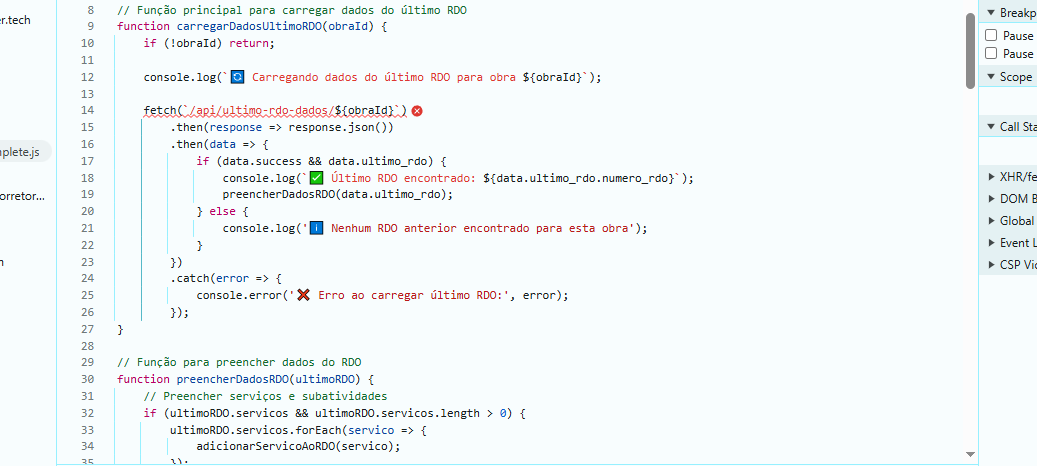 er.tech
nplete.js
orretor...
n
8 // Função principal para carregar dados do último RDO
9 function carregarDadosUltimoRDO(obraId) {
10 if (!obraId) return;
11
12 console.log(`🔄 Carregando dados do último RDO para obra ${obraId}`);
13
14 fetch(`/api/ultimo-rdo-dados/${obraId}`)
15 .then(response => response.json())
16 .then(data => {
17 if (data.success && data.ultimo_rdo) {
18 console.log(`✅ Último RDO encontrado: ${data.ultimo_rdo.numero_rdo}`);
19 preencherDadosRDO(data.ultimo_rdo);
20 } else {
21 console.log('ℹ️ Nenhum RDO anterior encontrado para esta obra');
22 }
23 })
24 .catch(error => {
25 console.error('❌ Erro ao carregar último RDO:', error);
26 });
27 }
28
29 // Função para preencher dados do RDO
30 function preencherDadosRDO(ultimoRDO) {
31 // Preencher serviços e subatividades
32 if (ultimoRDO.servicos && ultimoRDO.servicos.length > 0) {
33 ultimoRDO.servicos.forEach(servico => {
34 adicionarServicoAoRDO(servico);
35 });
Breakp
Pause
Pause
Scope
Call Sta
XHR/fe
DOM B
Global
Event L
CSP Vio